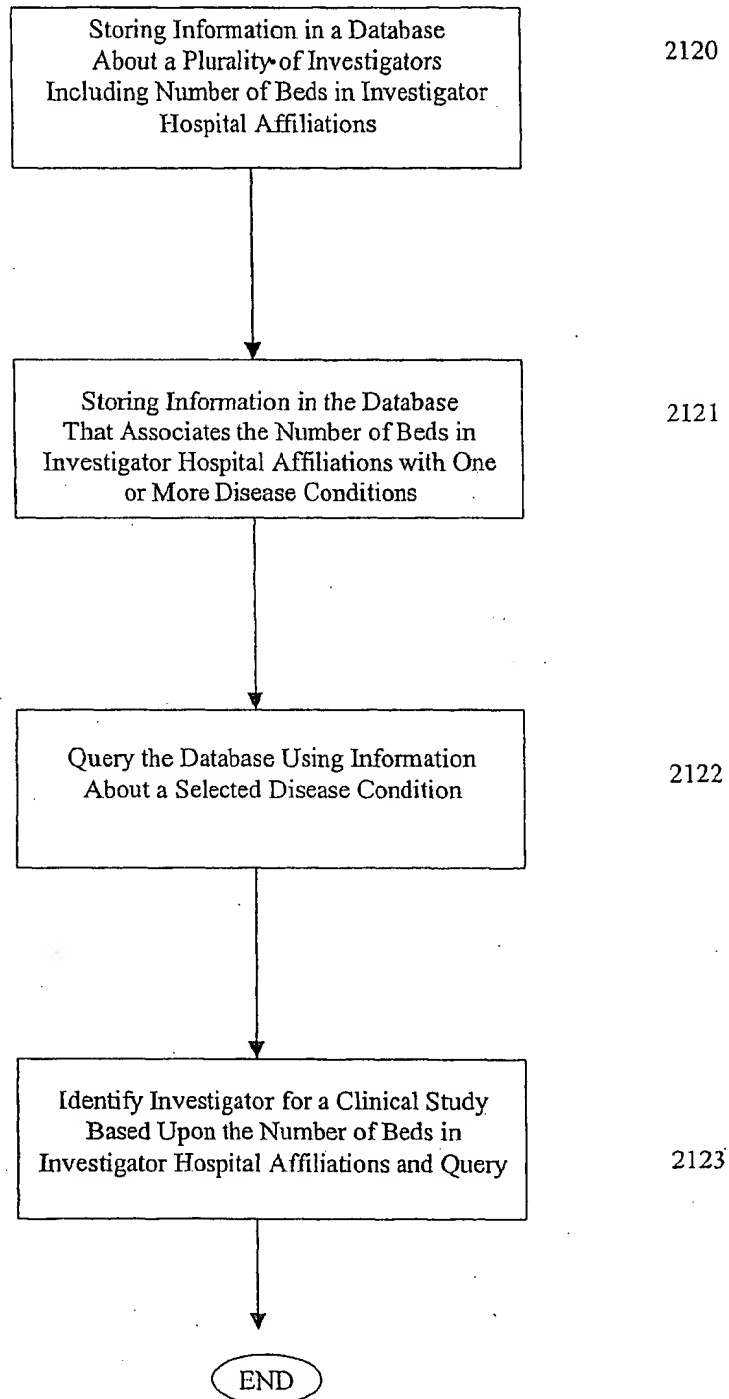 Storing Information in a Database
About a Plurality of Investigators
Including Number of Beds in Investigator
Hospital Affiliations
2120
Storing Information in the Database
That Associates the Number of Beds in
Investigator Hospital Affiliations with One
or More Disease Conditions
2121
Query the Database Using Information
About a Selected Disease Condition
2122
Identify Investigator for a Clinical Study
Based Upon the Number of Beds in
Investigator Hospital Affiliations and Query
2123
END